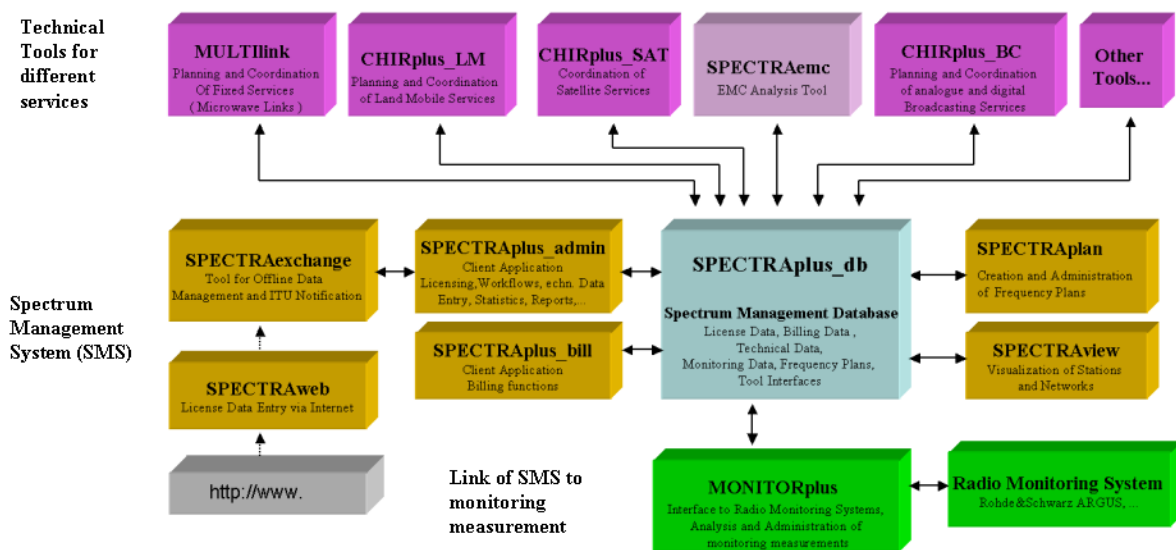 Technical
Tools for
different
services
MULTIlink
Planning and Coordination
Of Fixed Services
( Microwave Links )
CHIRplus_LM
Planning and Coordination
of Land Mobile Services
CHIRplus_SAT
Coordination of
Satellite Services
SPECTRAemc
EMC Analysis Tool
CHIRplus_BC
Planning and Coordination
of analogue and digital
Broadcasting Services
Other
Tools...
Spectrum
Management
System (SMS)
SPECTRAexchange
Tool for Offline Data
Management and ITU Notification
SPECTRAplus_admin
Client Application
Licensing,Workflows, echn. Data
Entry, Statistics, Reports,...
SPECTRAplus_db
Spectrum Management Database
License Data, Billing Data ,
Technical Data,
Monitoring Data, Frequency Plans,
Tool Interfaces
SPECTRAplan
Creation and Administration
of Frequency Plans
SPECTRAplus_bill
Client Application
Billing functions
SPECTRAview
Visualization of Stations
and Networks
SPECTRAweb
License Data Entry via Internet
http://www.
Link of SMS to
monitoring
measurement
MONITORplus
Interface to Radio Monitoring Systems,
Analysis and Administration of
monitoring measurements
Radio Monitoring System
Rohde&Schwarz ARGUS, ...